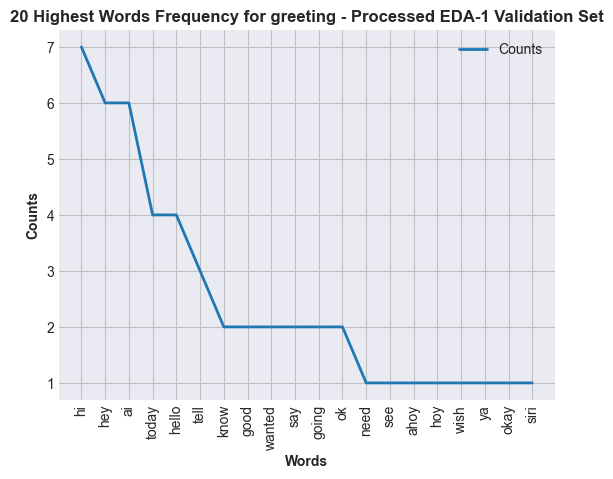 20 Highest Words Frequency for greeting - Processed EDA-1 Validation Set
Counts
7
6
5
4
3
2
1
Counts
hi
hey
ai
today
hello
tell
know
good
wanted
say
going
ok
need
see
ahoy
hoy
wish
ya
okay
siri
Words